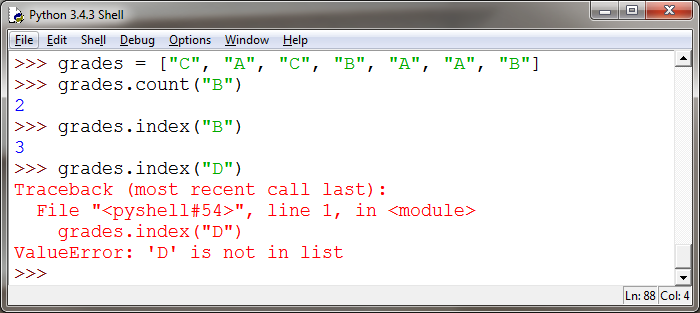 Python 3.4.3 Shell
File Edit Shell Debug Options Window Help
>>> grades = ["C", "A", "C", "B", "A", "A", "B"]
>>> grades.count("B")
2
>>> grades.index("B")
3
>>> grades.index("D")
Traceback (most recent call last):
  File "<pyshell#54>", line 1, in <module>
    grades.index("D")
ValueError: 'D' is not in list
>>>
Ln: 88 Col: 4